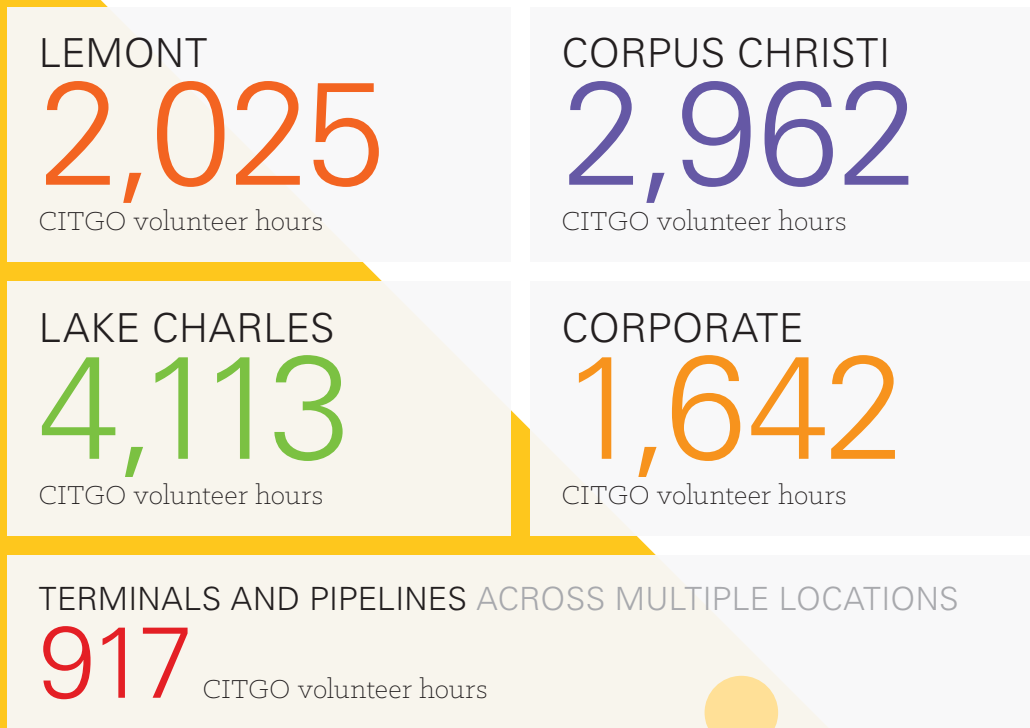 LEMONT
2,025
CITGO volunteer hours
CORPUS CHRISTI
2,962
CITGO volunteer hours
LAKE CHARLES
4,113
CITGO volunteer hours
CORPORATE
1,642
CITGO volunteer hours
TERMINALS AND PIPELINES ACROSS MULTIPLE LOCATIONS
917 CITGO volunteer hours